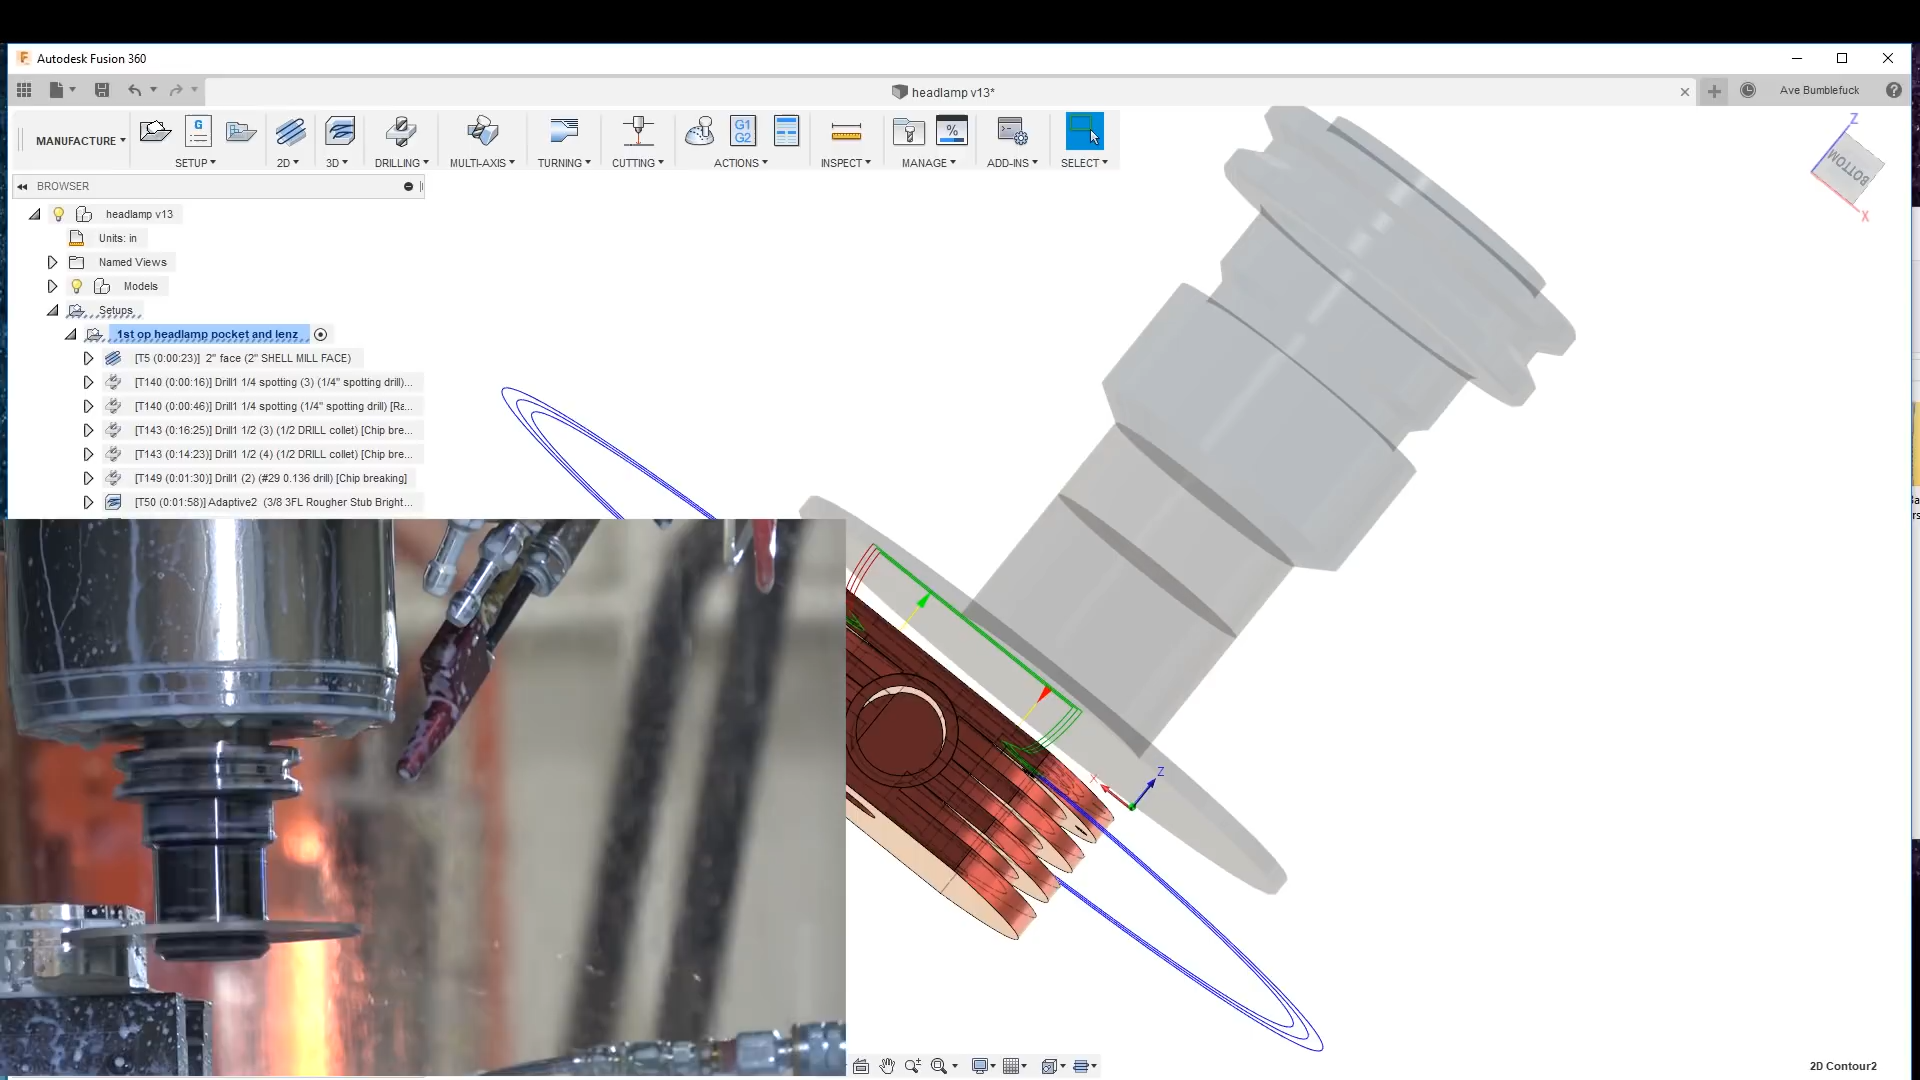 Autodesk Fusion 360
headlamp v13*
Ave Bumblefuck
MANUFACTURE
G
G1
G2
%
SETUP
2D
3D
DRILLING
MULTI-AXIS
TURNING
CUTTING
ACTIONS
INSPECT
MANAGE
ADD-INS
SELECT
Z
BOTTOM
X
BROWSER
headlamp v13
Units: in
Named Views
Models
Setups
1st op headlamp pocket and lenz
[T5 (0:00:23)] 2" face (2" SHELL MILL FACE)
[T140 (0:00:16)] Drill1 1/4 spotting (3) (1/4" spotting drill)...
[T140 (0:00:46)] Drill1 1/4 spotting (1/4" spotting drill) [Ra...
[T143 (0:16:25)] Drill1 1/2 (3) (1/2 DRILL collet) [Chip bre...
[T143 (0:14:23)] Drill1 1/2 (4) (1/2 DRILL collet) [Chip bre...
[T149 (0:01:30)] Drill1 (2) (#29 0.136 drill) [Chip breaking]
[T50 (0:01:58)] Adaptive2 (3/8 3FL Rougher Stub Bright...
X
Z
2D Contour2